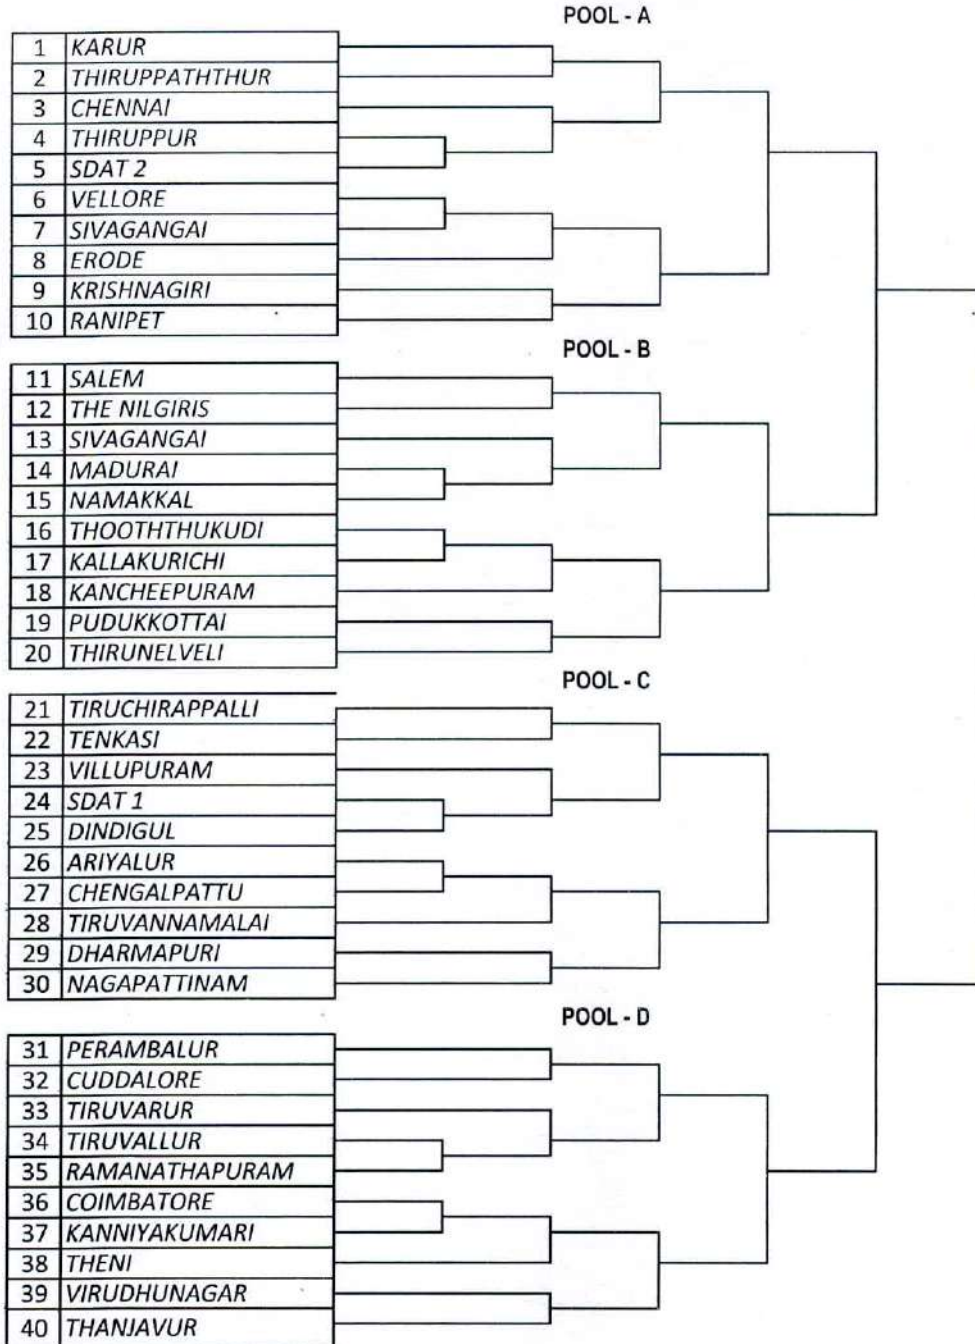 POOL - A
1 KARUR
2 THIRUPPATHTHUR
3 CHENNAI
4 THIRUPPUR
5 SDAT 2
6 VELLORE
7 SIVAGANGAI
8 ERODE
9 KRISHNAGIRI
10 RANIPET
POOL - B
11 SALEM
12 THE NILGIRIS
13 SIVAGANGAI
14 MADURAI
15 NAMAKKAL
16 THOOTHTHUKUDI
17 KALLAKURICHI
18 KANCHEEPURAM
19 PUDUKKOTTAI
20 THIRUNELVELI
POOL - C
21 TIRUCHIRAPPALLI
22 TENKASI
23 VILLUPURAM
24 SDAT 1
25 DINDIGUL
26 ARIYALUR
27 CHENGALPATTU
28 TIRUVANNAMALAI
29 DHARMAPURI
30 NAGAPATTINAM
POOL - D
31 PERAMBALUR
32 CUDDALORE
33 TIRUVARUR
34 TIRUVALLUR
35 RAMANATHAPURAM
36 COIMBATORE
37 KANNIYAKUMARI
38 THENI
39 VIRUDHUNAGAR
40 THANJAVUR